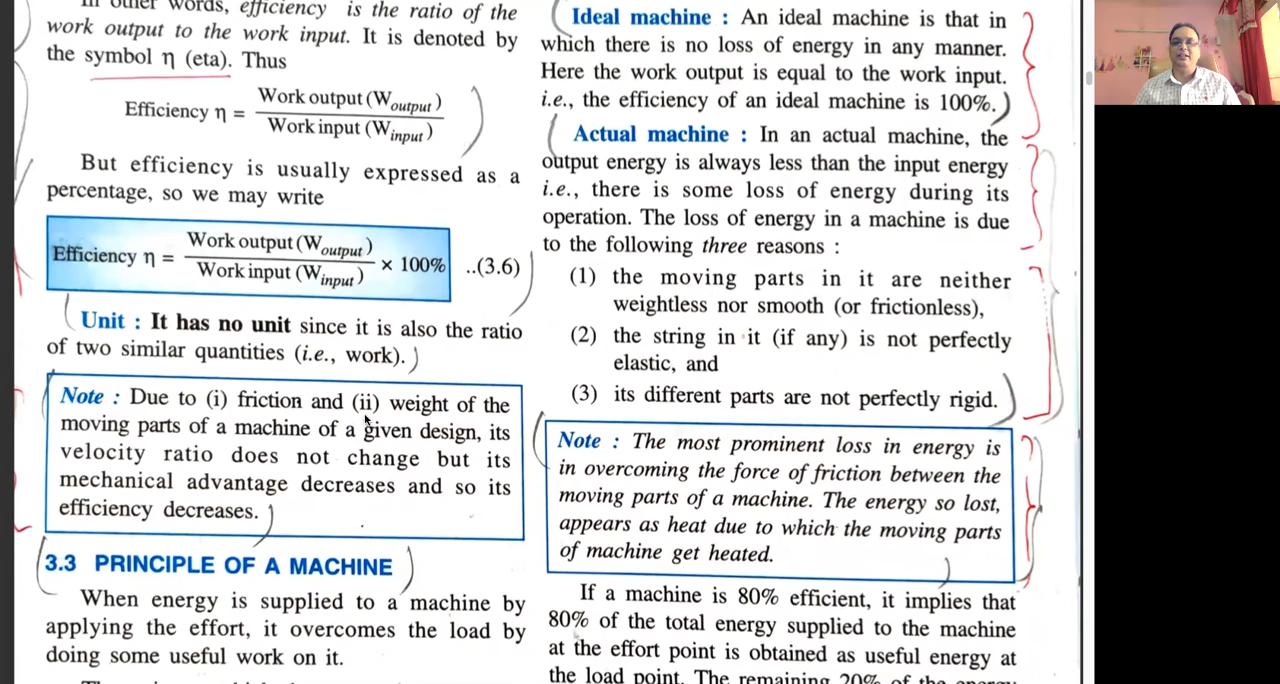 In other words, efficiency is the ratio of the
work output to the work input. It is denoted by
the symbol η (eta). Thus
Efficiency η = Work output (Woutput) / Work input (Winput)
But efficiency is usually expressed as a
percentage, so we may write
Efficiency η = Work output (Woutput) / Work input (Winput) × 100% ..(3.6)
Unit : It has no unit since it is also the ratio
of two similar quantities (i.e., work).
Note : Due to (i) friction and (ii) weight of the
moving parts of a machine of a given design, its
velocity ratio does not change but its
mechanical advantage decreases and so its
efficiency decreases.
3.3 PRINCIPLE OF A MACHINE
When energy is supplied to a machine by
applying the effort, it overcomes the load by
doing some useful work on it.
Ideal machine : An ideal machine is that in
which there is no loss of energy in any manner.
Here the work output is equal to the work input.
i.e., the efficiency of an ideal machine is 100%.
Actual machine : In an actual machine, the
output energy is always less than the input energy
i.e., there is some loss of energy during its
operation. The loss of energy in a machine is due
to the following three reasons :
(1) the moving parts in it are neither
weightless nor smooth (or frictionless),
(2) the string in it (if any) is not perfectly
elastic, and
(3) its different parts are not perfectly rigid.
Note : The most prominent loss in energy is
in overcoming the force of friction between the
moving parts of a machine. The energy so lost,
appears as heat due to which the moving parts
of machine get heated.
If a machine is 80% efficient, it implies that
80% of the total energy supplied to the machine
at the effort point is obtained as useful energy at
the load point. The remaining 20% of the energy